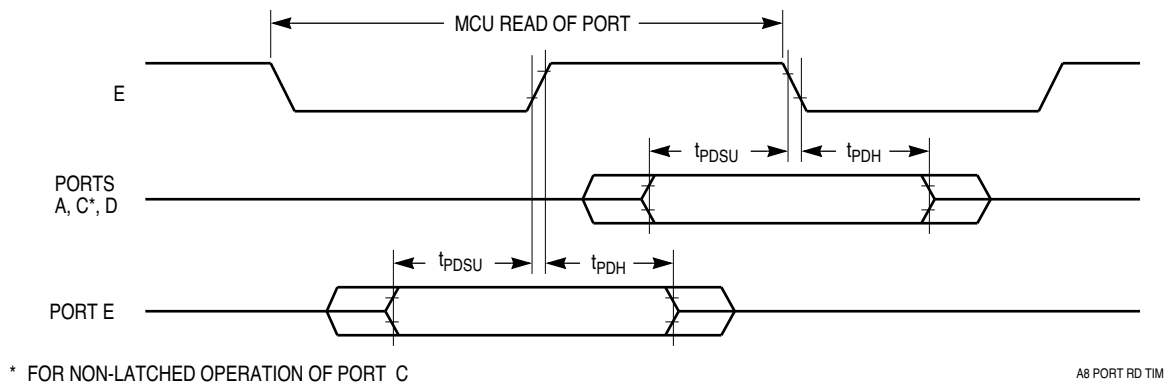 MCU READ OF PORT
E
tPDSU
tPDH
PORTS
A, C*, D
tPDSU
tPDH
PORT E
* FOR NON-LATCHED OPERATION OF PORT C
A8 PORT RD TIM